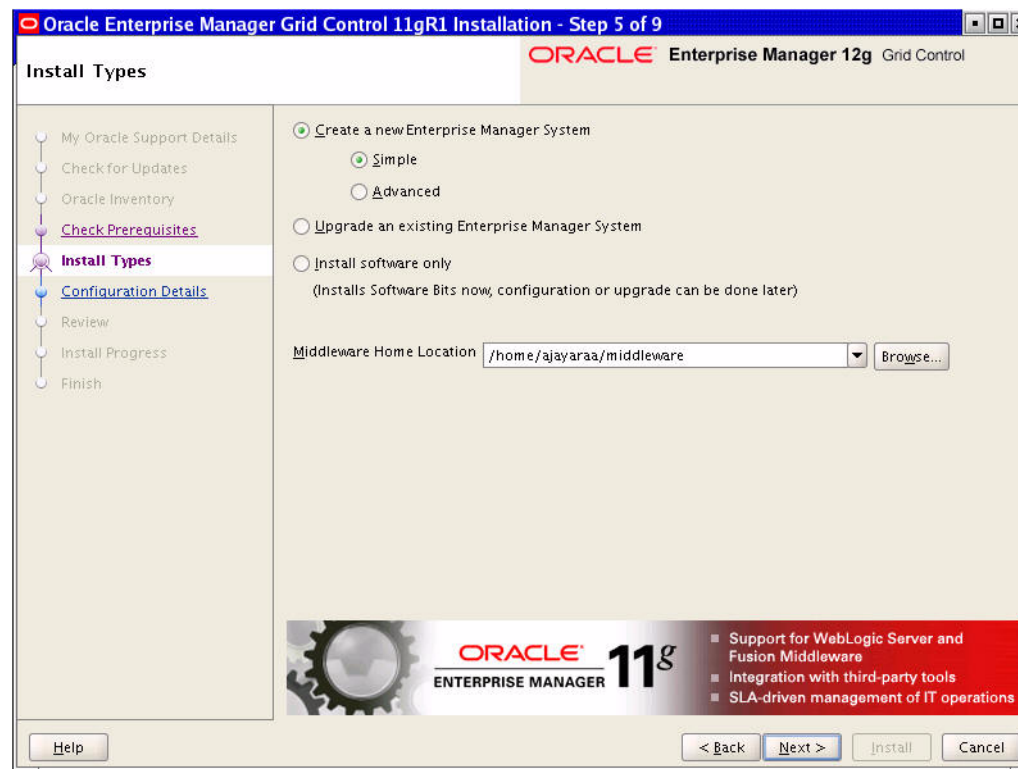 Oracle Enterprise Manager Grid Control 11gR1 Installation - Step 5 of 9
Install Types
ORACLE Enterprise Manager 12g Grid Control
My Oracle Support Details
Check for Updates
Oracle Inventory
Check Prerequisites
Install Types
Configuration Details
Review
Install Progress
Finish
Create a new Enterprise Manager System
Simple
Advanced
Upgrade an existing Enterprise Manager System
Install software only
(Installs Software Bits now, configuration or upgrade can be done later)
Middleware Home Location /home/ajayaraa/middleware Browse...
ORACLE
ENTERPRISE MANAGER 11g
Support for WebLogic Server and
Fusion Middleware
Integration with third-party tools
SLA-driven management of IT operations
Help < Back Next > Install Cancel